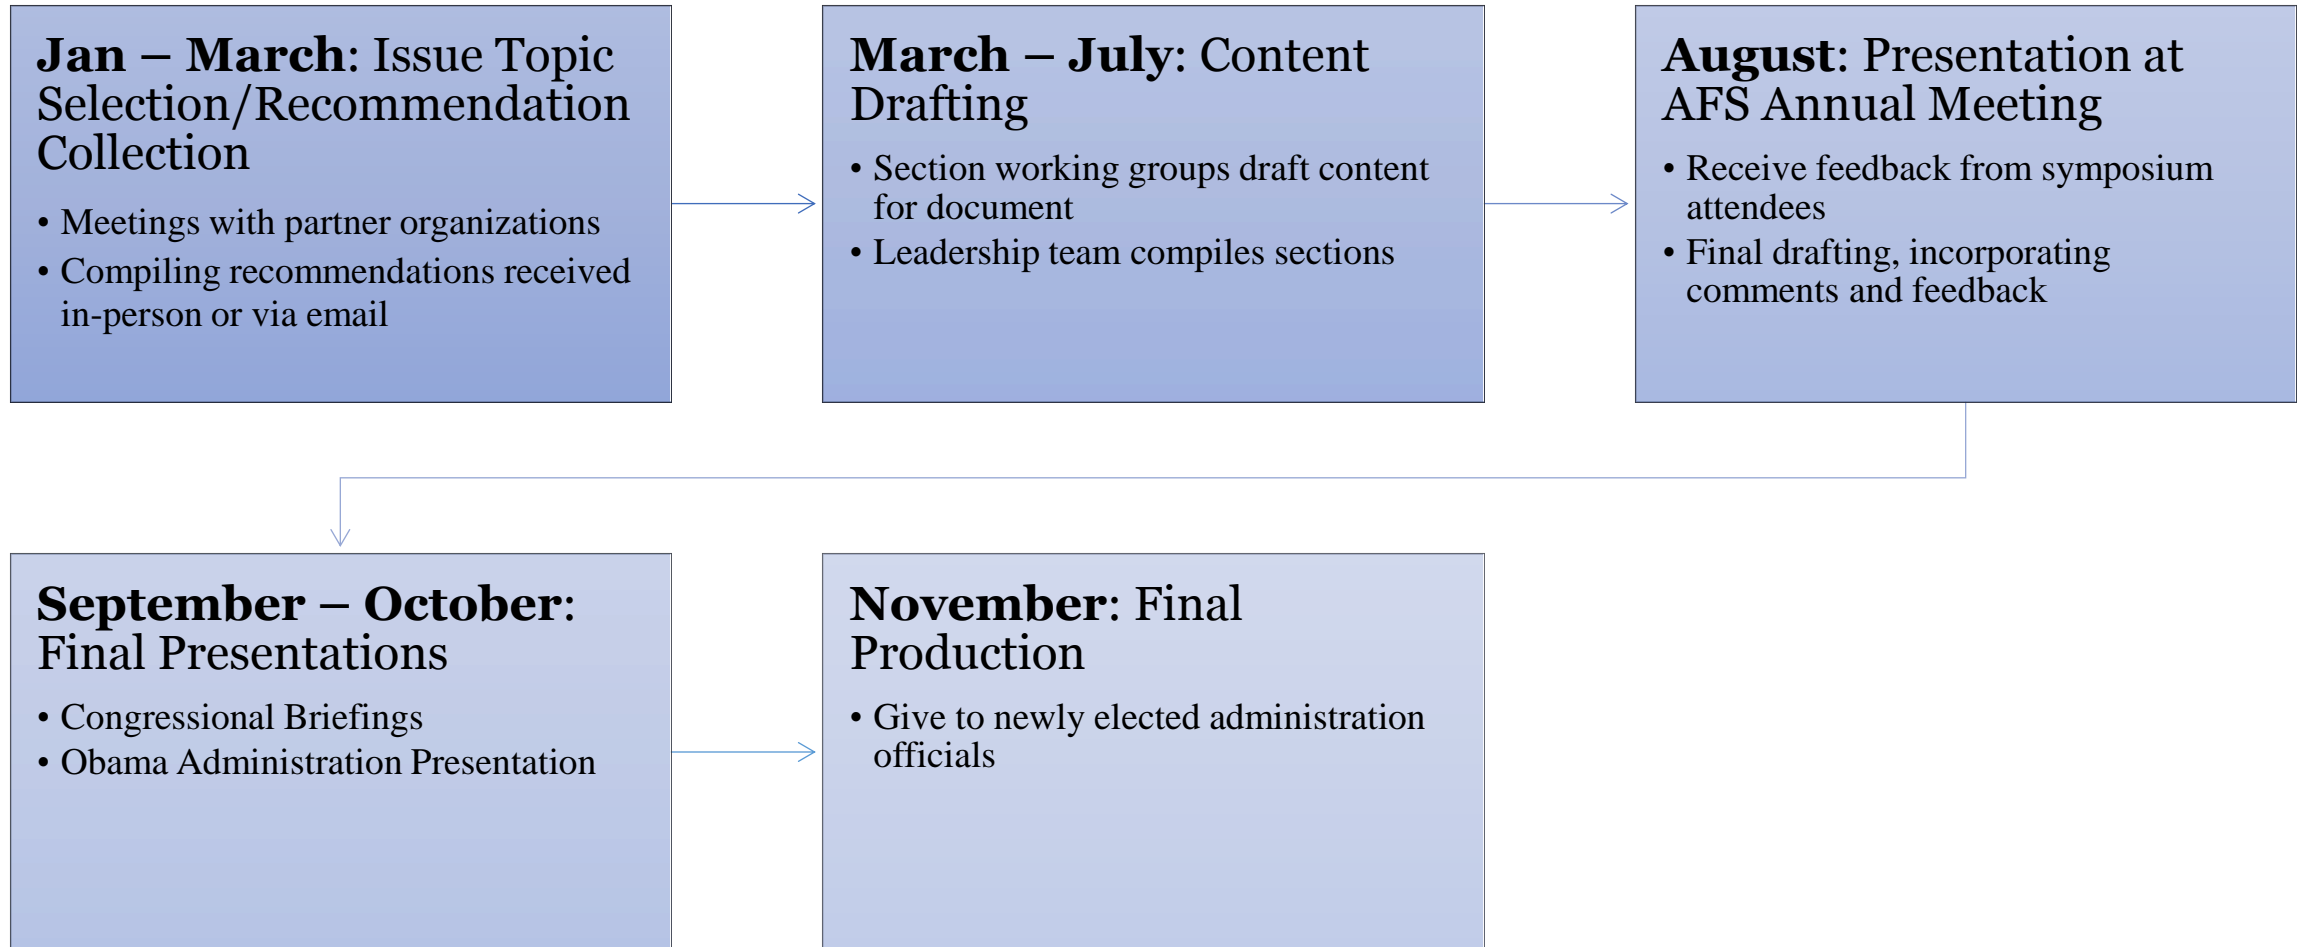 Jan – March: Issue Topic
Selection/Recommendation
Collection
• Meetings with partner organizations
• Compiling recommendations received
in-person or via email
March – July: Content
Drafting
• Section working groups draft content
for document
• Leadership team compiles sections
August: Presentation at
AFS Annual Meeting
• Receive feedback from symposium
attendees
• Final drafting, incorporating
comments and feedback
September – October:
Final Presentations
• Congressional Briefings
• Obama Administration Presentation
November: Final
Production
• Give to newly elected administration
officials